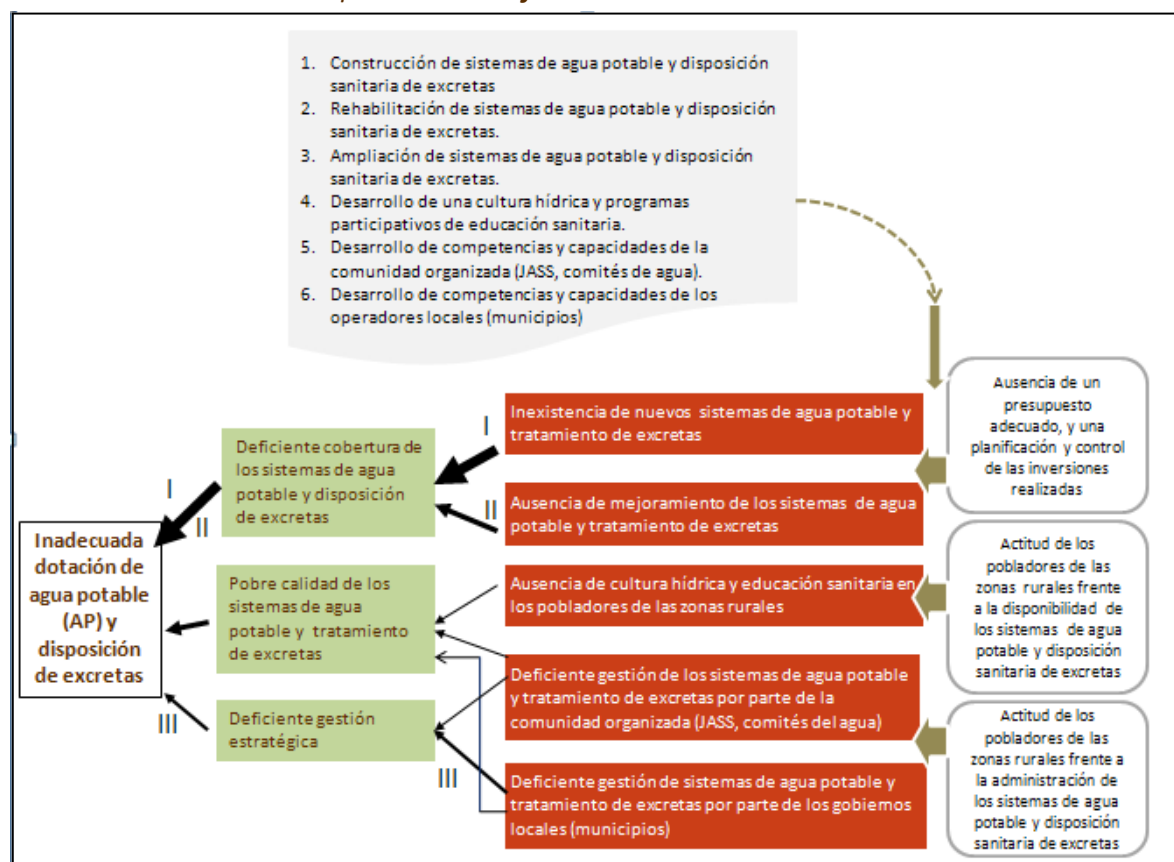 1. Construcción de sistemas de agua potable y disposición
sanitaria de excretas
2. Rehabilitación de sistemas de agua potable y disposición
sanitaria de excretas.
3. Ampliación de sistemas de agua potable y disposición
sanitaria de excretas.
4. Desarrollo de una cultura hídrica y programas
participativos de educación sanitaria.
5. Desarrollo de competencias y capacidades de la
comunidad organizada (JASS, comités de agua).
6. Desarrollo de competencias y capacidades de los
operadores locales (municipios)
Inadecuada
dotación de
agua potable
(AP) y
disposición
de excretas
I
II
III
Deficiente cobertura de
los sistemas de agua
potable y disposición
de excretas
Pobre calidad de los
sistemas de agua
potable y tratamiento
de excretas
Deficiente gestión
estratégica
I
II
III
Inexistencia de nuevos sistemas de agua potable y
tratamiento de excretas
Ausencia de mejoramiento de los sistemas de agua
potable y tratamiento de excretas
Ausencia de cultura hídrica y educación sanitaria en
los pobladores de las zonas rurales
Deficiente gestión de los sistemas de agua potable
y tratamiento de excretas por parte de la
comunidad organizada (JASS, comités del agua)
Deficiente gestión de sistemas de agua potable y
tratamiento de excretas por parte de los gobiernos
locales (municipios)
Ausencia de un
presupuesto
adecuado, y una
planificación y control
de las inversiones
realizadas
Actitud de los
pobladores de las
zonas rurales frente
a la disponibilidad de
los sistemas de agua
potable y disposición
sanitaria de excretas
Actitud de los
pobladores de las
zonas rurales frente a
la administración de
los sistemas de agua
potable y disposición
sanitaria de excretas